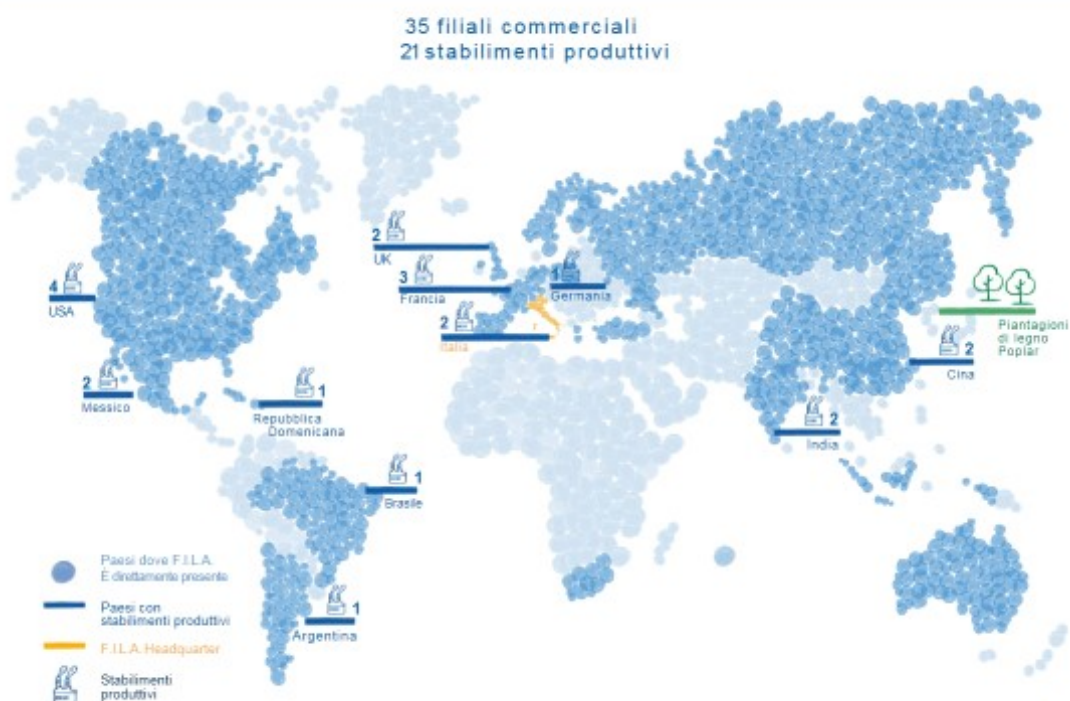 35 filiali commerciali
21 stabilimenti produttivi
2
UK
3
Francia
1
Germania
2
Italia
4
USA
2
Messico
1
Repubblica
Domenicana
1
Brasile
1
Argentina
Piantagioni
di legno
Poplar
2
Cina
2
India
Paesi dove F.I.L.A.
È direttamente presente
Paesi con
stabilimenti produttivi
F.I.L.A. Headquarter
Stabilimenti
produttivi